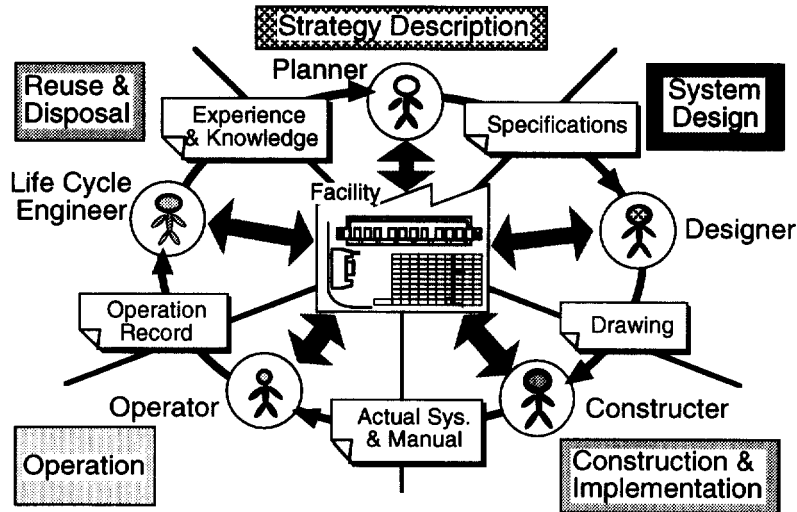 Strategy Description
Planner
Reuse &
Disposal
Experience
& Knowledge
Specifications
System
Design
Life Cycle
Engineer
Facility
Designer
Operation
Record
Drawing
Operator
Actual Sys.
& Manual
Constructer
Operation
Construction &
Implementation